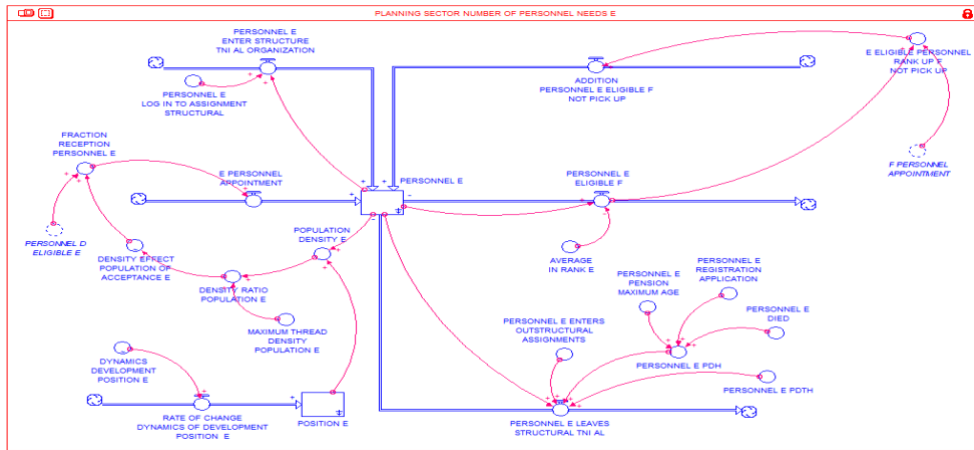 PLANNING SECTOR NUMBER OF PERSONNEL NEEDS E
PERSONNEL E
ENTER STRUCTURE
TNI AL ORGANIZATION
PERSONNEL E
LOG IN TO ASSIGNMENT
STRUCTURAL
ADDITION
PERSONNEL E ELIGIBLE F
NOT PICK UP
E ELIGIBLE PERSONNEL
RANK UP F
NOT PICK UP
F PERSONNEL
APPOINTMENT
FRACTION
RECEPTION
PERSONNEL E
E PERSONNEL
APPOINTMENT
PERSONNEL E
PERSONNEL E
ELIGIBLE F
PERSONNEL D
ELIGIBLE E
DENSITY EFFECT
POPULATION OF
ACCEPTANCE E
POPULATION
DENSITY E
DENSITY RATIO
POPULATION E
AVERAGE
IN RANK E
PERSONNEL E
PENSION
MAXIMUM AGE
PERSONNEL E
REGISTRATION
APPLICATION
PERSONNEL E
DIED
MAXIMUM THREAD
DENSITY
POPULATION E
PERSONNEL E ENTERS
OUTSTRUCTURAL
ASSIGNMENTS
PERSONNEL E PDH
PERSONNEL E PDTH
DYNAMICS
DEVELOPMENT
POSITION E
RATE OF CHANGE
DYNAMICS OF DEVELOPMENT
POSITION E
POSITION E
PERSONNEL E LEAVES
STRUCTURAL TNI AL